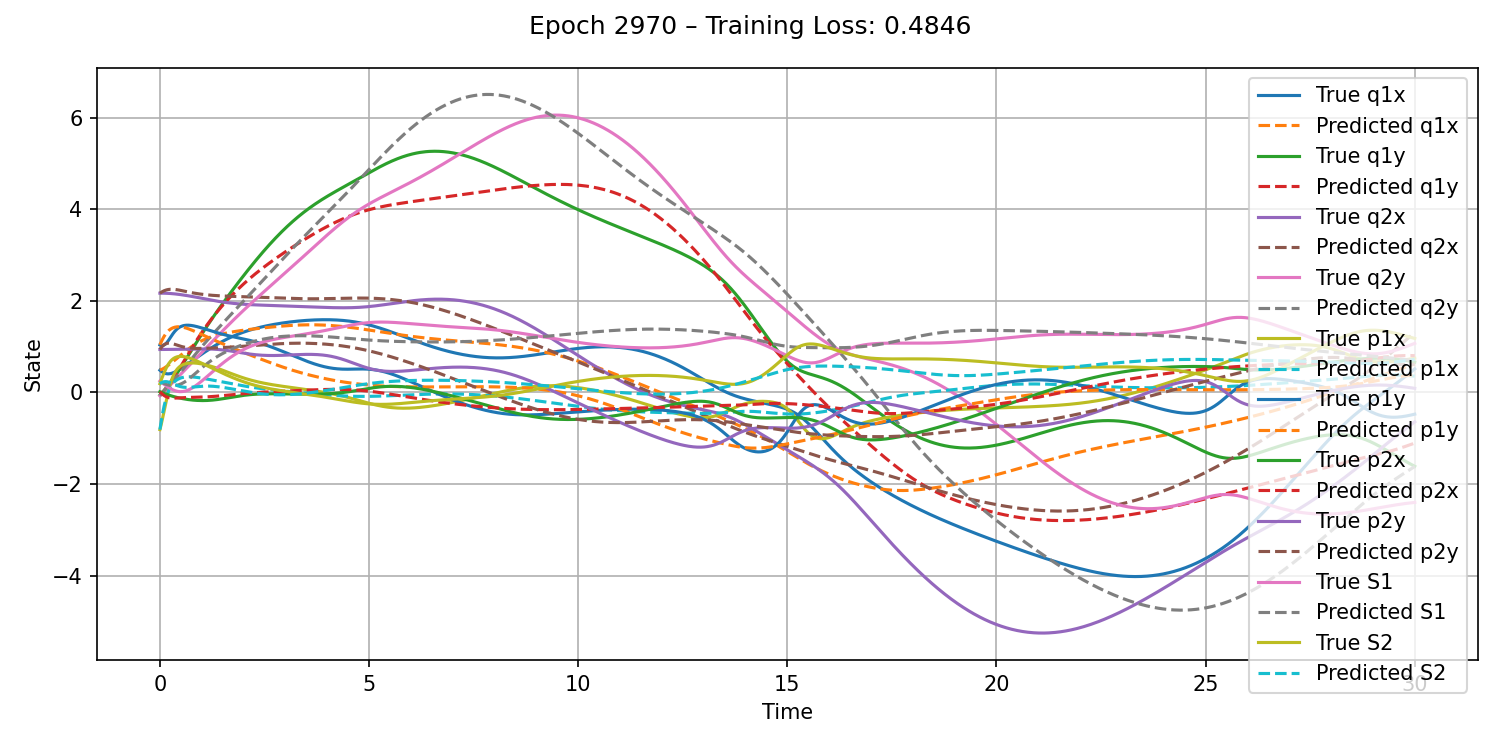 Epoch 2970 – Training Loss: 0.4846
State
6
4
2
0
−2
−4
0
5
10
15
20
25
30
Time
True q1x
Predicted q1x
True q1y
Predicted q1y
True q2x
Predicted q2x
True q2y
Predicted q2y
True p1x
Predicted p1x
True p1y
Predicted p1y
True p2x
Predicted p2x
True p2y
Predicted p2y
True S1
Predicted S1
True S2
Predicted S2